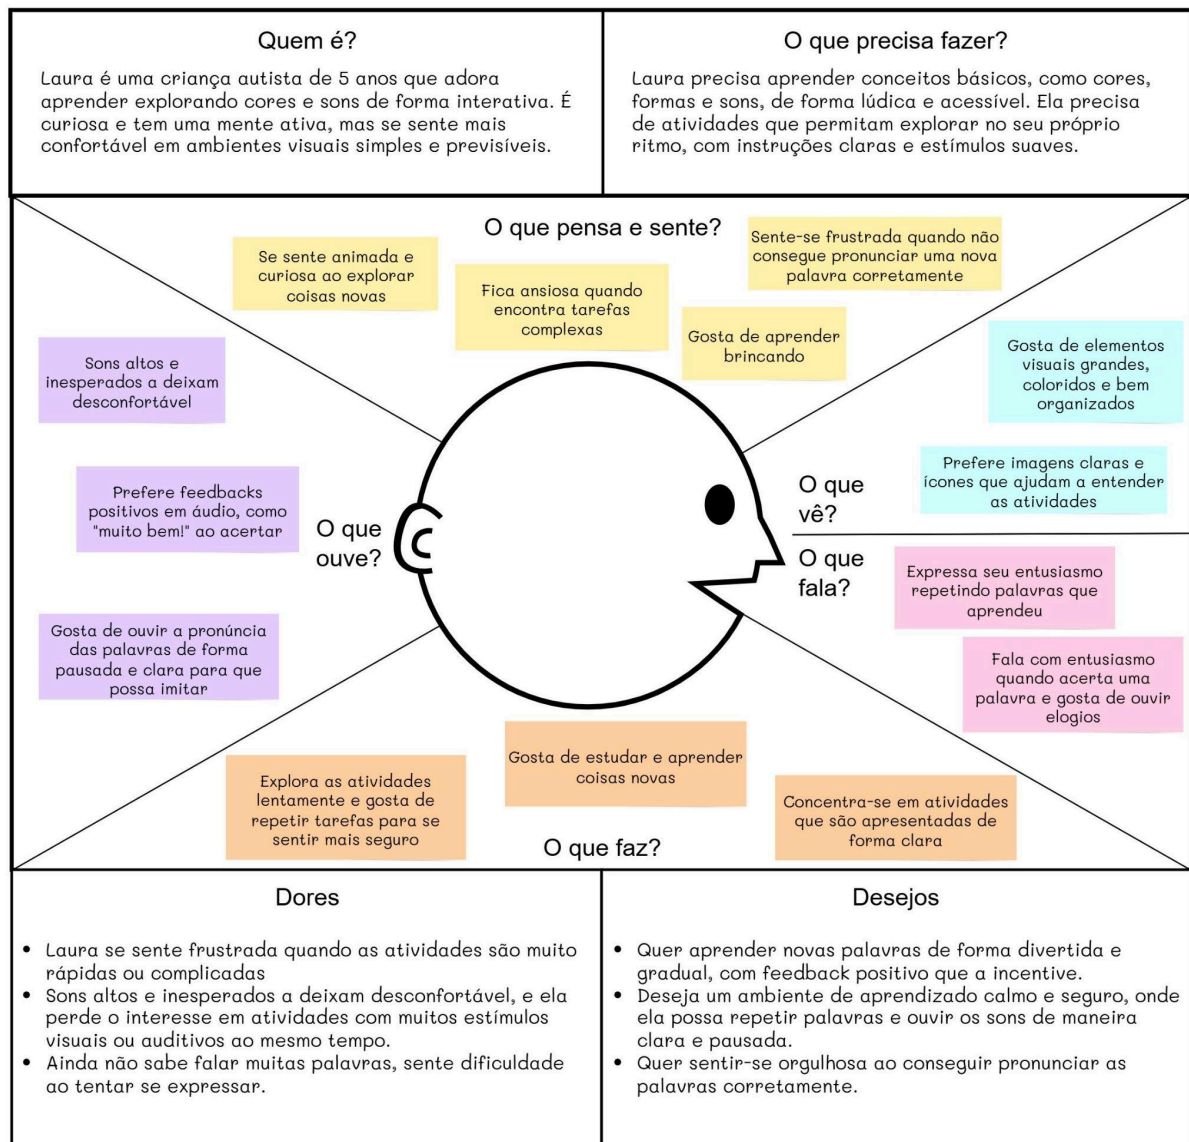 Quem é?
Laura é uma criança autista de 5 anos que adora
aprender explorando cores e sons de forma interativa. É
curiosa e tem uma mente ativa, mas se sente mais
confortável em ambientes visuais simples e previsíveis.
O que precisa fazer?
Laura precisa aprender conceitos básicos, como cores,
formas e sons, de forma lúdica e acessível. Ela precisa
de atividades que permitam explorar no seu próprio
ritmo, com instruções claras e estímulos suaves.
O que pensa e sente?
Se sente animada e
curiosa ao explorar
coisas novas
Fica ansiosa quando
encontra tarefas
complexas
Sente-se frustrada quando não
consegue pronunciar uma nova
palavra corretamente
Gosta de aprender
brincando
O que
ouve?
Sons altos e
inesperados a deixam
desconfortável
Prefere feedbacks
positivos em áudio, como
"muito bem!" ao acertar
Gosta de ouvir a pronúncia
das palavras de forma
pausada e clara para que
possa imitar
O que
vê?
Gosta de elementos
visuais grandes,
coloridos e bem
organizados
Prefere imagens claras e
ícones que ajudam a entender
as atividades
O que
fala?
Expressa seu entusiasmo
repetindo palavras que
aprendeu
Fala com entusiasmo
quando acerta uma
palavra e gosta de ouvir
elogios
Explora as atividades
lentamente e gosta de
repetir tarefas para se
sentir mais seguro
Gosta de estudar e aprender
coisas novas
Concentra-se em atividades
que são apresentadas de
forma clara
O que faz?
Dores
• Laura se sente frustrada quando as atividades são muito
rápidas ou complicadas
• Sons altos e inesperados a deixam desconfortável, e ela
perde o interesse em atividades com muitos estímulos
visuais ou auditivos ao mesmo tempo.
• Ainda não sabe falar muitas palavras, sente dificuldade
ao tentar se expressar.
Desejos
• Quer aprender novas palavras de forma divertida e
gradual, com feedback positivo que a incentive.
• Deseja um ambiente de aprendizado calmo e seguro, onde
ela possa repetir palavras e ouvir os sons de maneira
clara e pausada.
• Quer sentir-se orgulhosa ao conseguir pronunciar as
palavras corretamente.